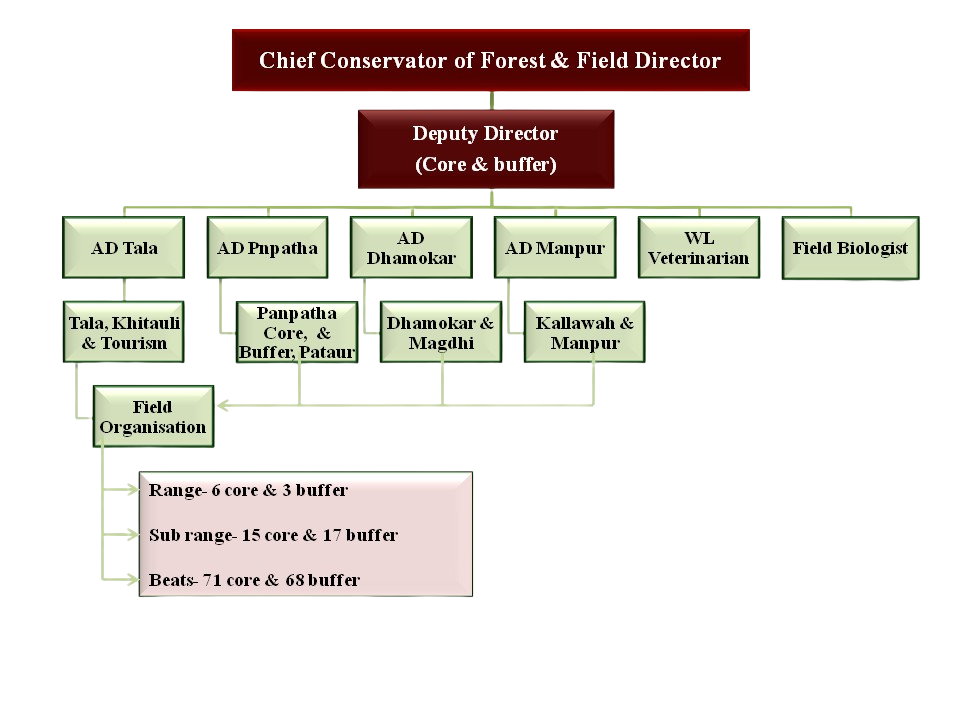 Chief Conservator of Forest & Field Director
Deputy Director
(Core & buffer)
AD Tala
AD Pnpatha
AD
Dhamokar
AD Manpur
WL
Veterinarian
Field Biologist
Tala, Khitauli
& Tourism
Panpatha
Core, &
Buffer, Pataur
Dhamokar &
Magdhi
Kallawah &
Manpur
Field
Organisation
Range- 6 core & 3 buffer
Sub range- 15 core & 17 buffer
Beats- 71 core & 68 buffer